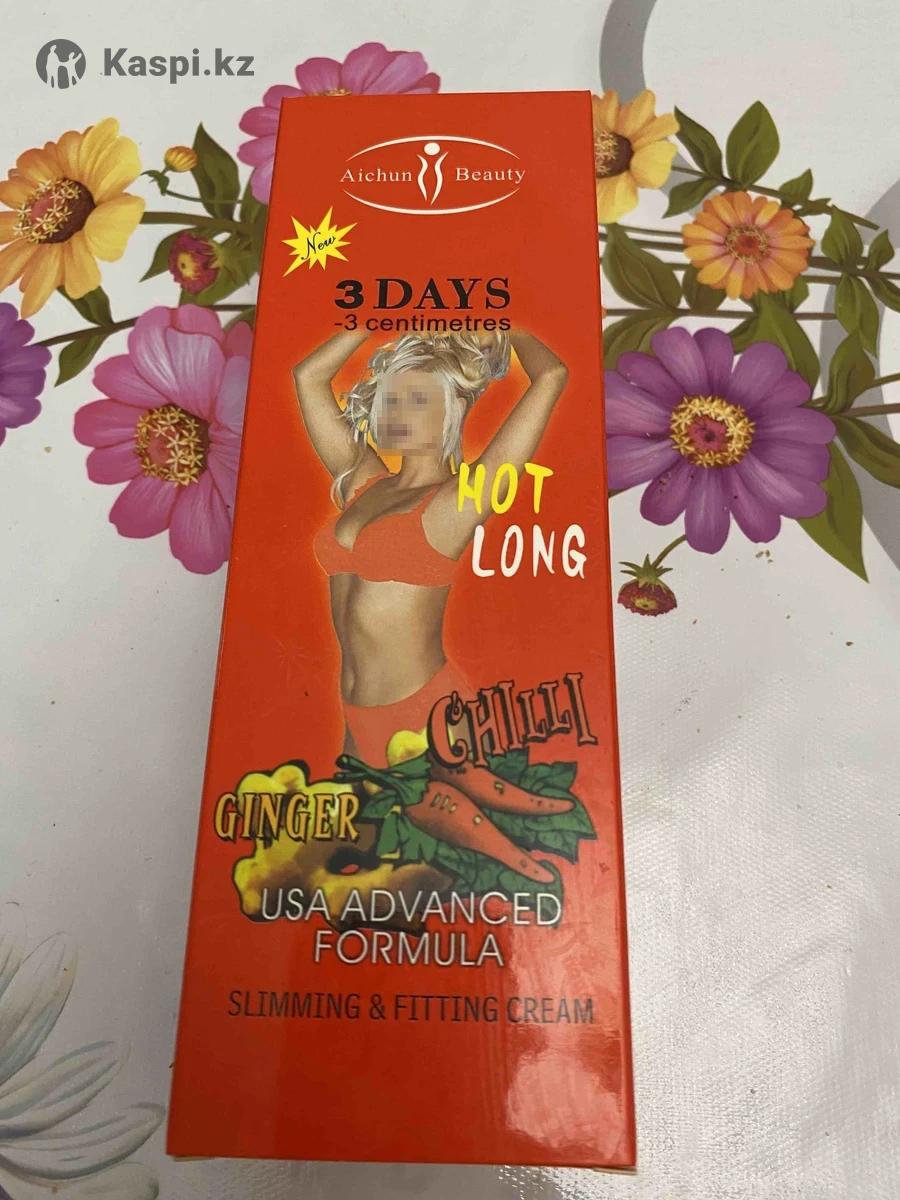 Kaspi.kz
Aichun Beauty
New
3 DAYS
-3 centimetres
HOT
LONG
CHILLI
GINGER
USA ADVANCED
FORMULA
SLIMMING & FITTING CREAM